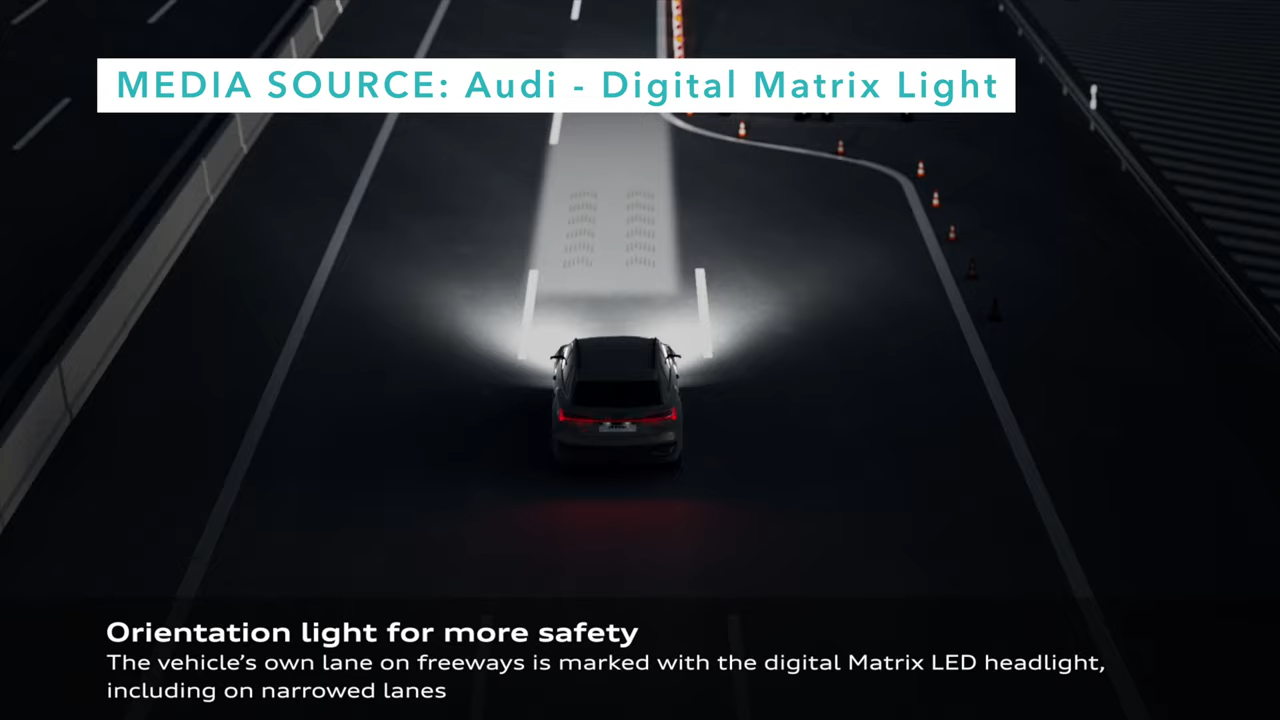 MEDIA SOURCE: Audi - Digital Matrix Light
Orientation light for more safety
The vehicle's own lane on freeways is marked with the digital Matrix LED headlight,
including on narrowed lanes